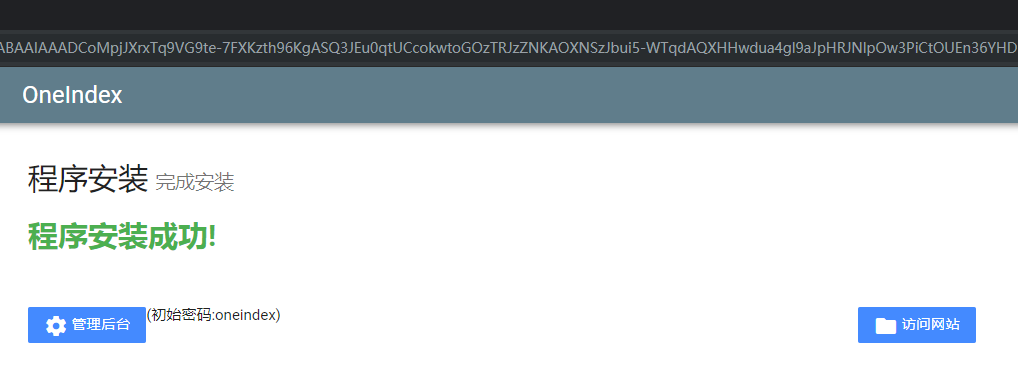 ABAAIAAADCoMpjJXrxTq9VG9te-7FXKzth96KgASQ3JEu0qtUCcokwtoGOzTRJzZNKAOXNSzJbui5-WTqdAQXHHwdua4gl9aJpHRJNIpOw3PiCtOUEn36YHD
OneIndex
程序安装 完成安装
程序安装成功!
管理后台 (初始密码:oneindex) 访问网站